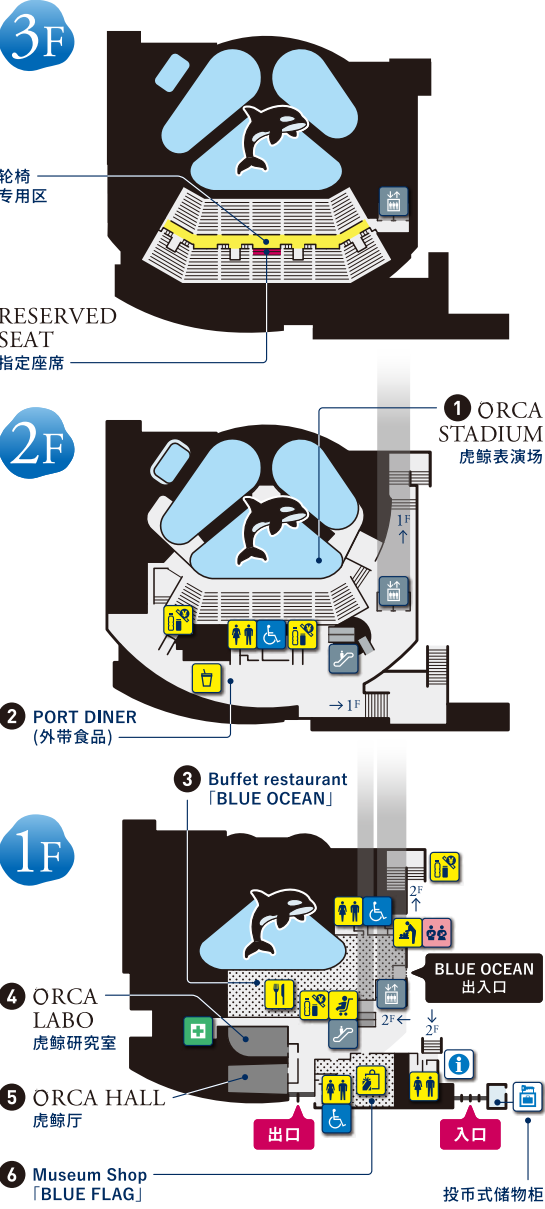 3F
轮椅
专用区
RESERVED
SEAT
指定座席
2F
1 ORCA
STADIUM
虎鲸表演场
1F
↑
→1F
2 PORT DINER
(外带食品)
3 Buffet restaurant
「BLUE OCEAN」
1F
2F
↑
BLUE OCEAN
出入口
4 ORCA
LABO
虎鲸研究室
2F←
↓
2F
5 ORCA HALL
虎鲸厅
出口
入口
6 Museum Shop
「BLUE FLAG」
投币式储物柜